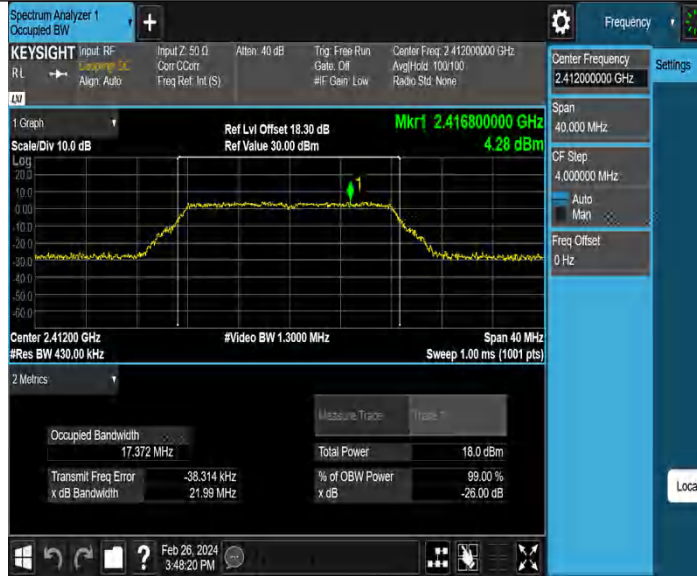 Spectrum Analyzer 1
Occupied BW
+
Frequency
KEYSIGHT
Input: RF
Coupling: DC
Align: Auto
Input Z: 50 Ω
Corr CCorr
Freq Ref: Int (S)
Atten: 40 dB
Trig: Free Run
Gate: Off
#IF Gain: Low
Center Freq: 2.412000000 GHz
Avg|Hold: 100/100
Radio Std: None
RL
Center Frequency
2.412000000 GHz
Settings
Span
40.000 MHz
CF Step
4.000000 MHz
Auto
Man
Freq Offset
0 Hz
1 Graph
Ref Lvl Offset 18.30 dB
Mkr1 2.416800000 GHz
Scale/Div 10.0 dB
Ref Value 30.00 dBm
4.28 dBm
Log
20.0
10.0
0.00
-10.0
-20.0
-30.0
-40.0
-50.0
-60.0
1
Center 2.41200 GHz
#Video BW 1.3000 MHz
Span 40 MHz
#Res BW 430.00 kHz
Sweep 1.00 ms (1001 pts)
2 Metrics
Measure Trace
Trace 1
Occupied Bandwidth
17.372 MHz
Total Power
18.0 dBm
Transmit Freq Error
-38.314 kHz
% of OBW Power
99.00 %
x dB Bandwidth
21.99 MHz
x dB
-26.00 dB
Loca
?
Feb 26, 2024
3:48:20 PM